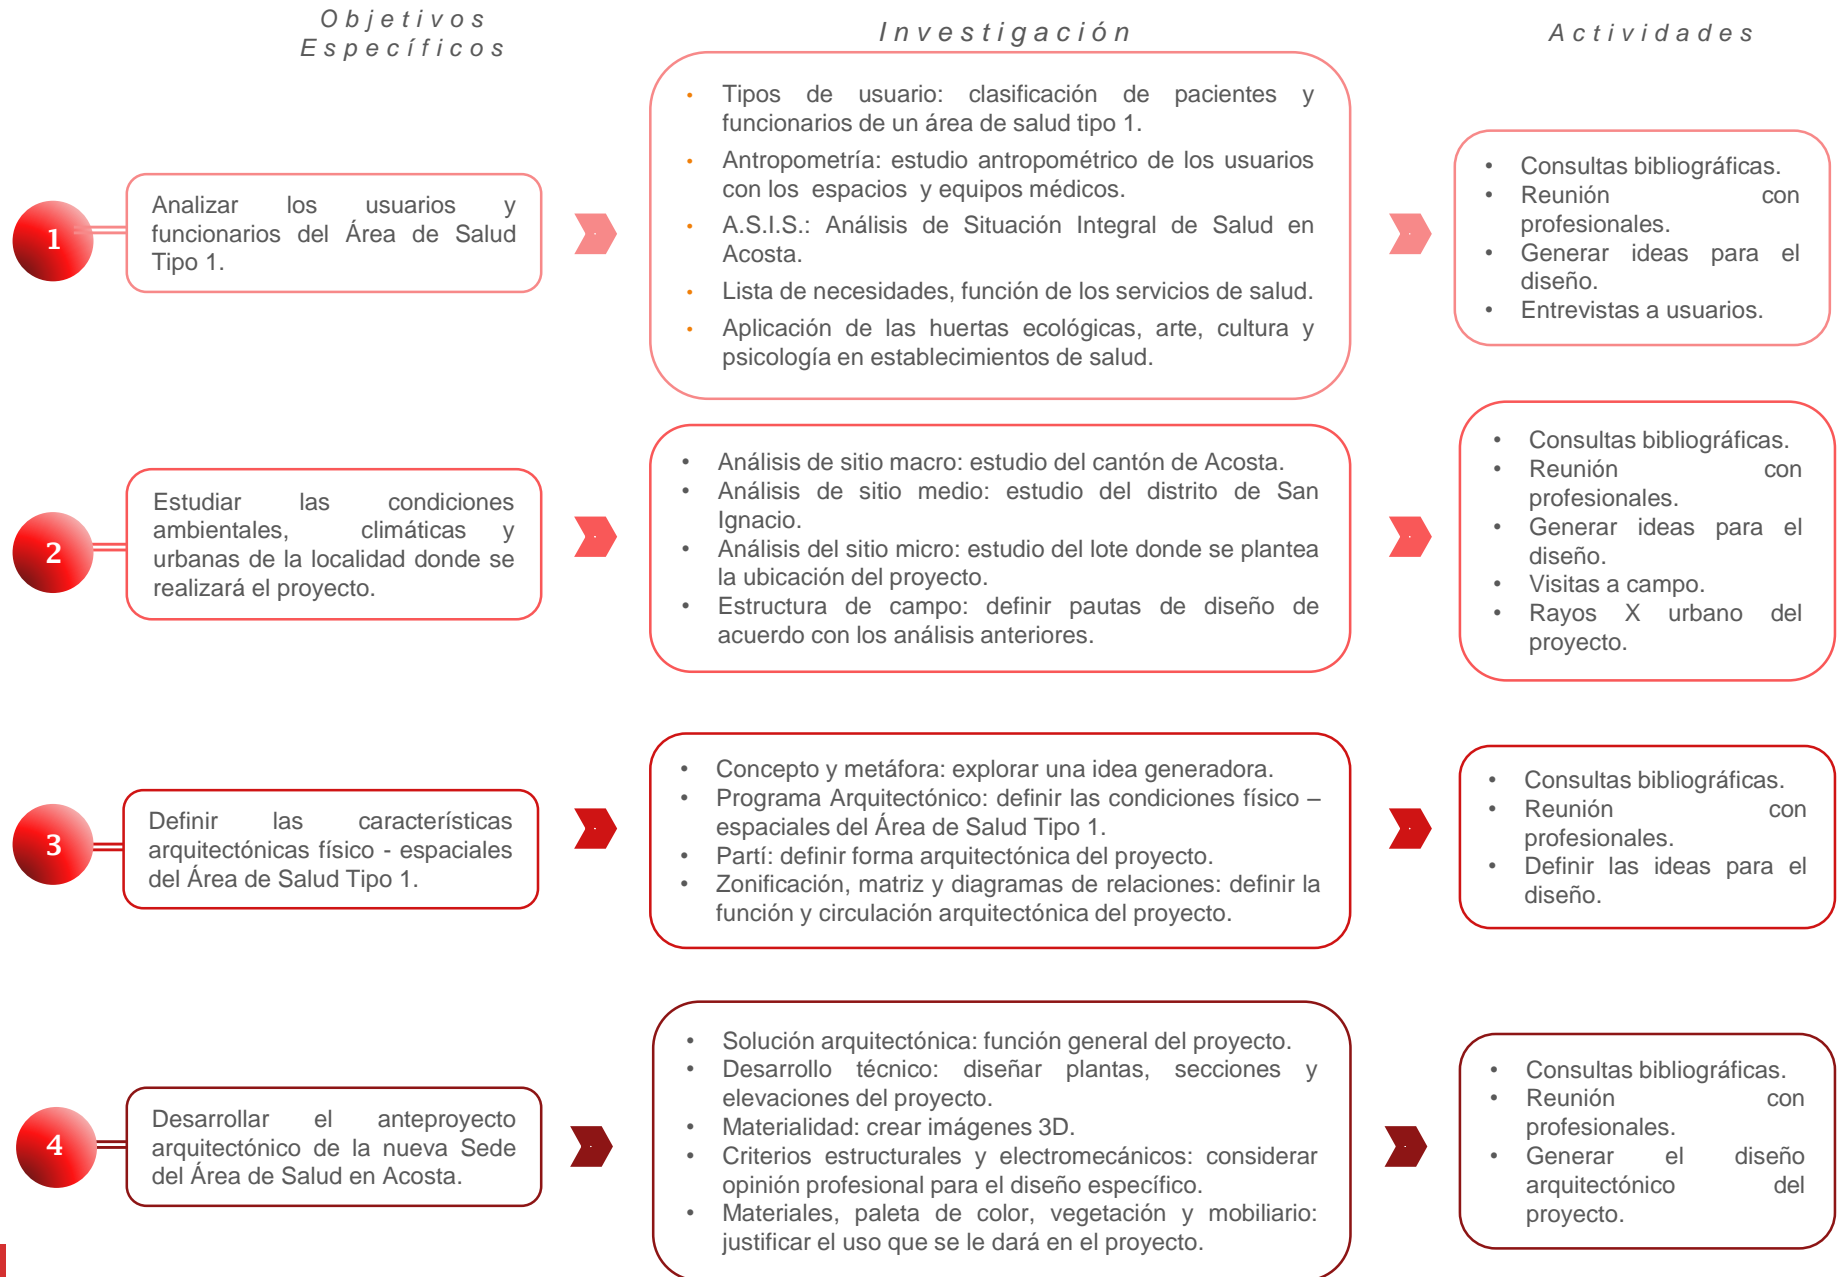 Objetivos
Específicos
Investigación
Actividades
1
Analizar los usuarios y
funcionarios del Área de Salud
Tipo 1.
• Tipos de usuario: clasificación de pacientes y
funcionarios de un área de salud tipo 1.
• Antropometría: estudio antropométrico de los usuarios
con los espacios y equipos médicos.
• A.S.I.S.: Análisis de Situación Integral de Salud en
Acosta.
• Lista de necesidades, función de los servicios de salud.
• Aplicación de las huertas ecológicas, arte, cultura y
psicología en establecimientos de salud.
• Consultas bibliográficas.
• Reunión con
profesionales.
• Generar ideas para el
diseño.
• Entrevistas a usuarios.
2
Estudiar las condiciones
ambientales, climáticas y
urbanas de la localidad donde se
realizará el proyecto.
• Análisis de sitio macro: estudio del cantón de Acosta.
• Análisis de sitio medio: estudio del distrito de San
Ignacio.
• Análisis del sitio micro: estudio del lote donde se plantea
la ubicación del proyecto.
• Estructura de campo: definir pautas de diseño de
acuerdo con los análisis anteriores.
• Consultas bibliográficas.
• Reunión con
profesionales.
• Generar ideas para el
diseño.
• Visitas a campo.
• Rayos X urbano del
proyecto.
3
Definir las características
arquitectónicas físico - espaciales
del Área de Salud Tipo 1.
• Concepto y metáfora: explorar una idea generadora.
• Programa Arquitectónico: definir las condiciones físico –
espaciales del Área de Salud Tipo 1.
• Partí: definir forma arquitectónica del proyecto.
• Zonificación, matriz y diagramas de relaciones: definir la
función y circulación arquitectónica del proyecto.
• Consultas bibliográficas.
• Reunión con
profesionales.
• Definir las ideas para el
diseño.
4
Desarrollar el anteproyecto
arquitectónico de la nueva Sede
del Área de Salud en Acosta.
• Solución arquitectónica: función general del proyecto.
• Desarrollo técnico: diseñar plantas, secciones y
elevaciones del proyecto.
• Materialidad: crear imágenes 3D.
• Criterios estructurales y electromecánicos: considerar
opinión profesional para el diseño específico.
• Materiales, paleta de color, vegetación y mobiliario:
justificar el uso que se le dará en el proyecto.
• Consultas bibliográficas.
• Reunión con
profesionales.
• Generar el diseño
arquitectónico del
proyecto.